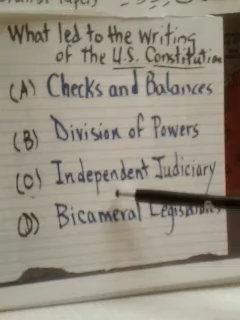 What led to the writing
of the U.S. Constitution
(A) Checks and Balances
(B) Division of Powers
(C) Independent Judiciary
(D) Bicameral